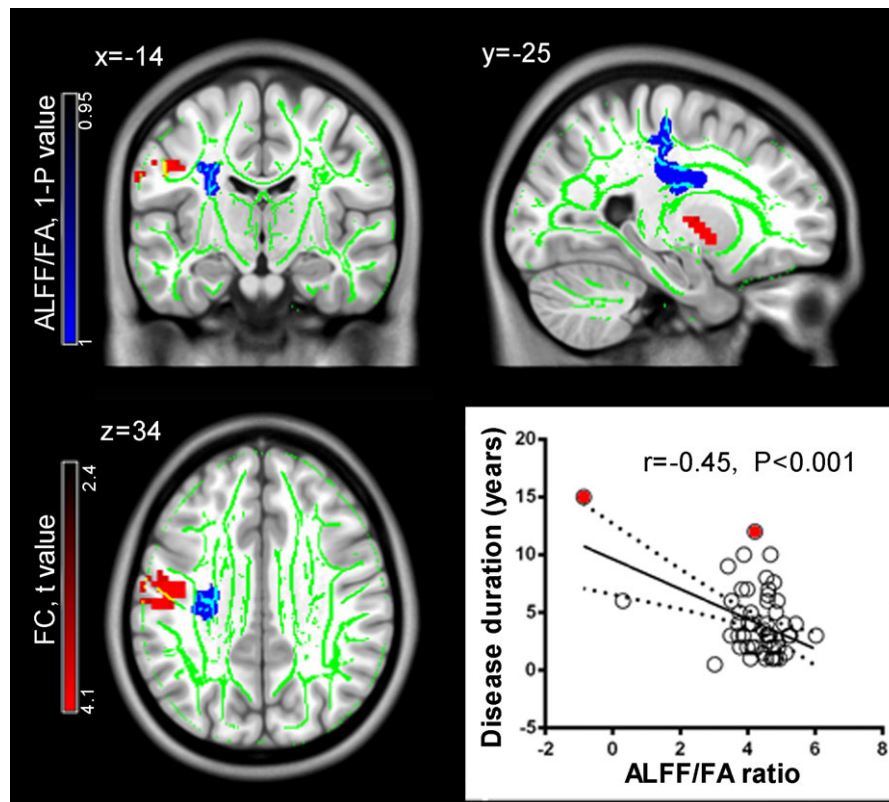 x=-14
y=-25
ALFF/FA, 1-P value
0.95
1
z=34
FC, t value
2.4
4.1
r=-0.45, P<0.001
Disease duration (years)
20
15
10
5
0
-5
-2
0
2
4
6
8
ALFF/FA ratio